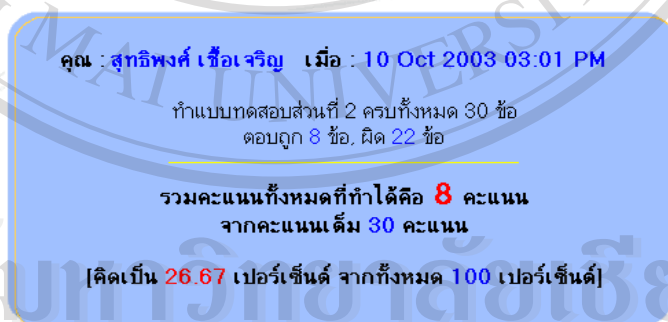 MAI UNIVERSI
คุณ : สุทธิพงศ์ เชื้อเจริญ เมื่อ : 10 Oct 2003 03:01 PM
ทำแบบทดสอบส่วนที่ 2 ครบทั้งหมด 30 ข้อ
ตอบถูก 8 ข้อ, ผิด 22 ข้อ
รวมคะแนนทั้งหมดที่ทำได้คือ 8 คะแนน
จากคะแนนเต็ม 30 คะแนน
[คิดเป็น 26.67 เปอร์เซ็นต์ จากทั้งหมด 100 เปอร์เซ็นต์]